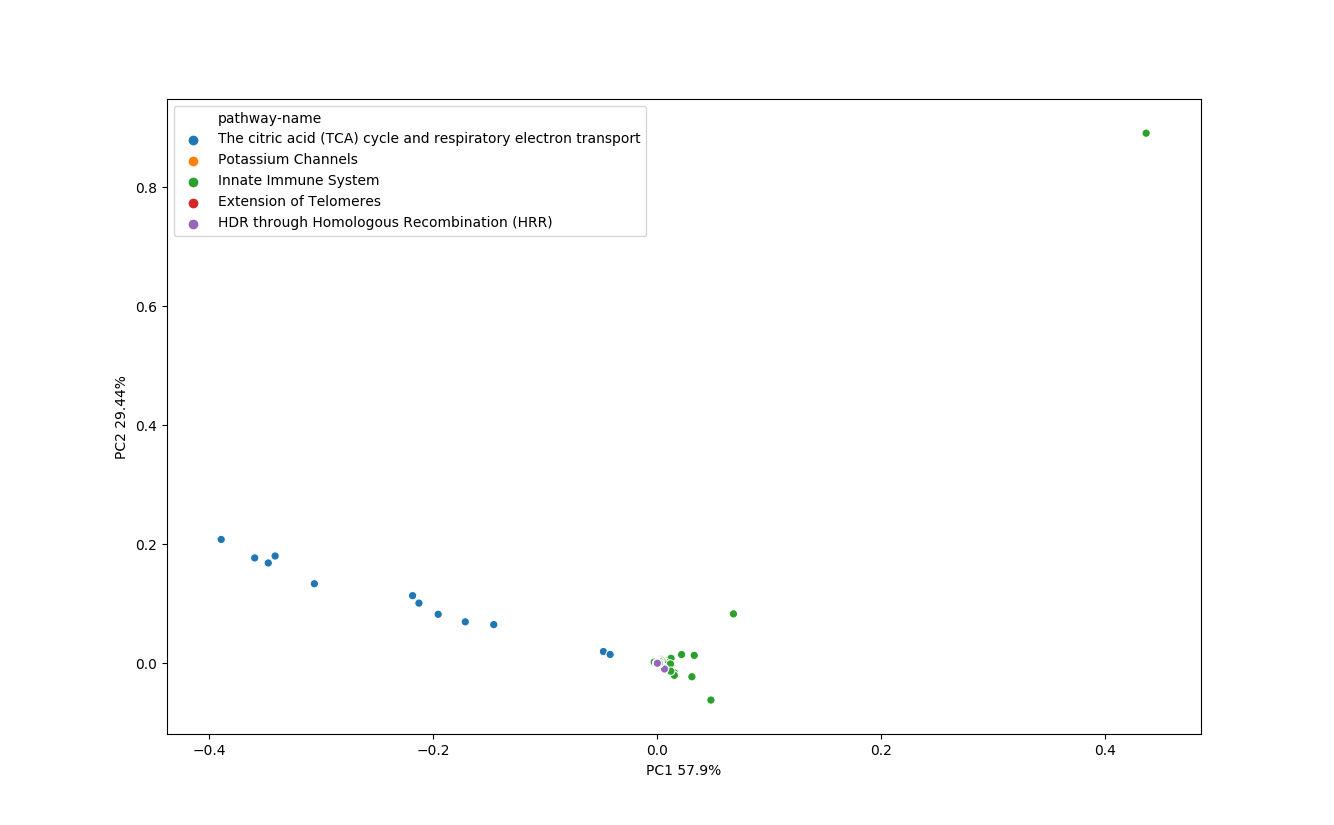 pathway-name
The citric acid (TCA) cycle and respiratory electron transport
Potassium Channels
Innate Immune System
Extension of Telomeres
HDR through Homologous Recombination (HRR)
0.8
0.6
0.4
0.2
0.0
PC2 29.44%
−0.4 −0.2 0.0 0.2 0.4
PC1 57.9%